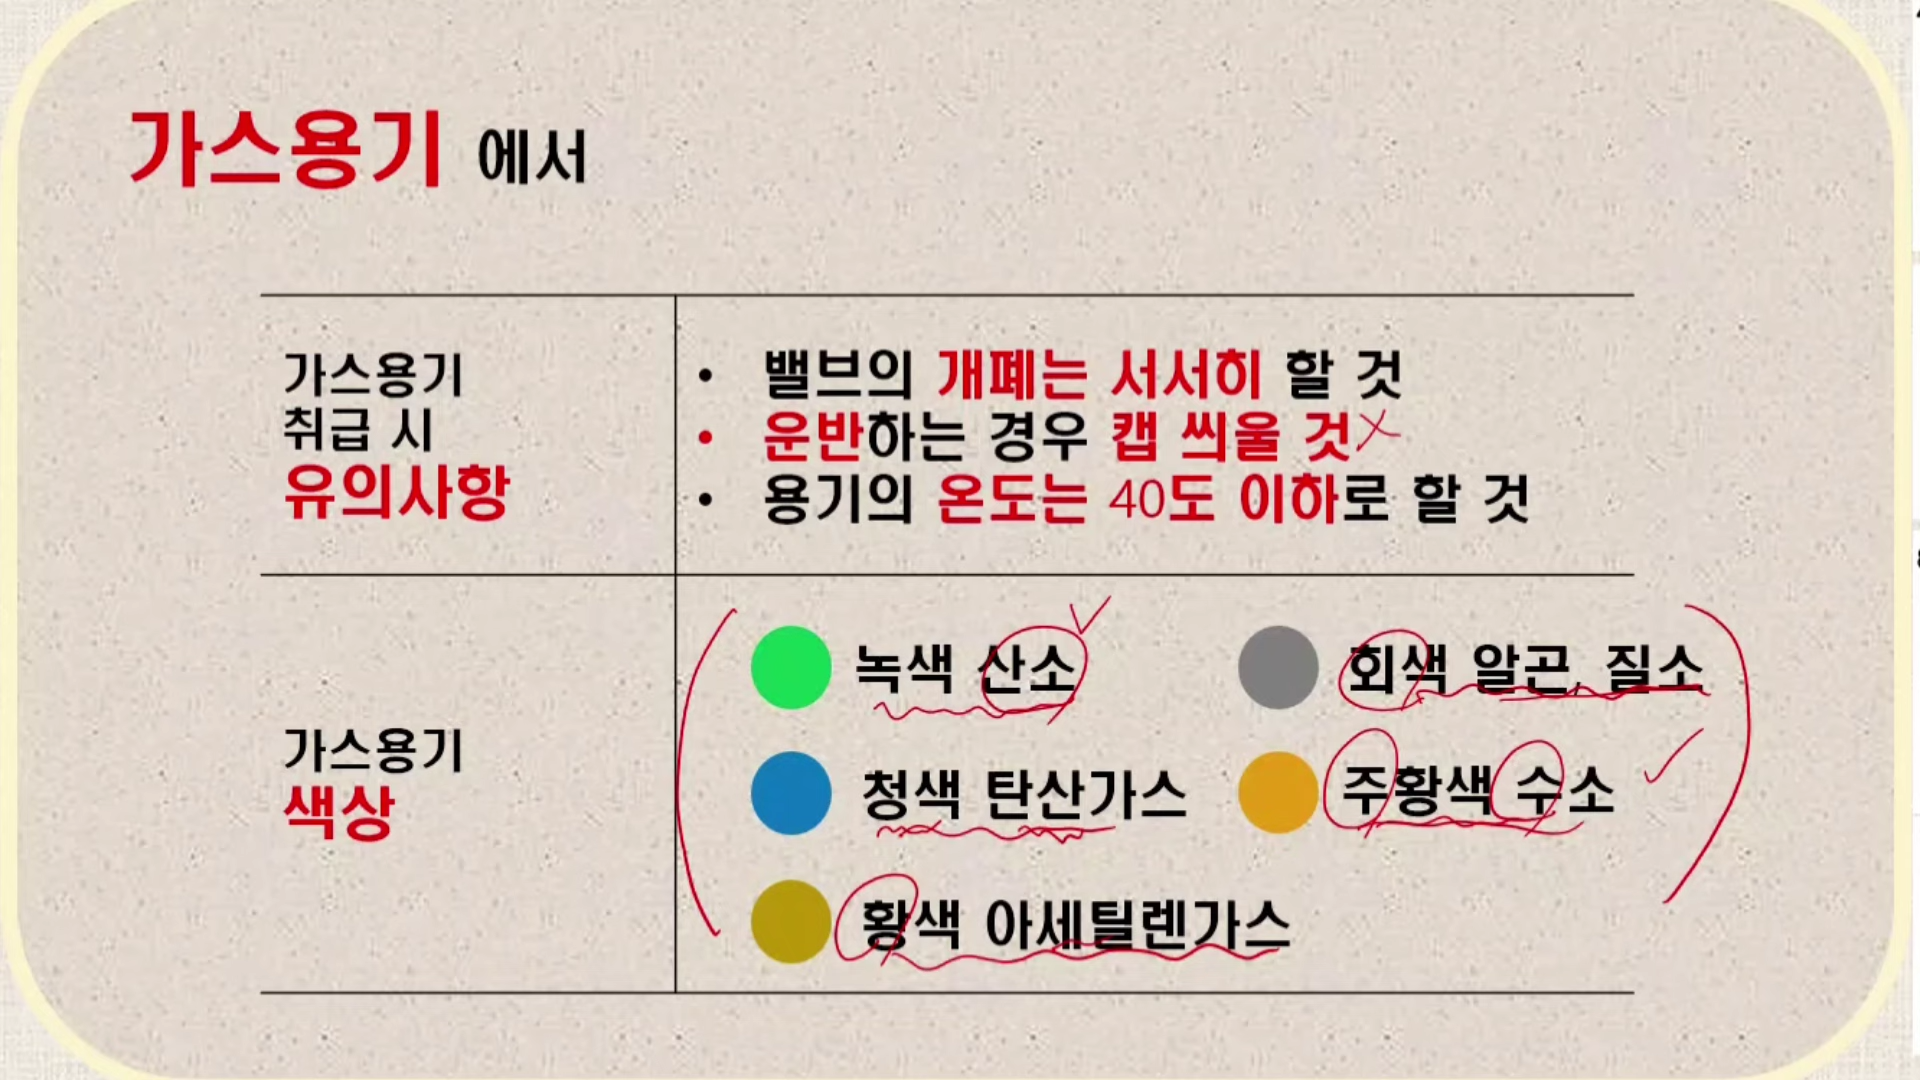 가스용기 에서
가스용기
취급 시
유의사항
• 밸브의 개폐는 서서히 할 것
• 운반하는 경우 캡 씌울 것
• 용기의 온도는 40도 이하로 할 것
가스용기
색상
녹색 산소
회색 알곤, 질소
청색 탄산가스
주황색 수소
황색 아세틸렌가스